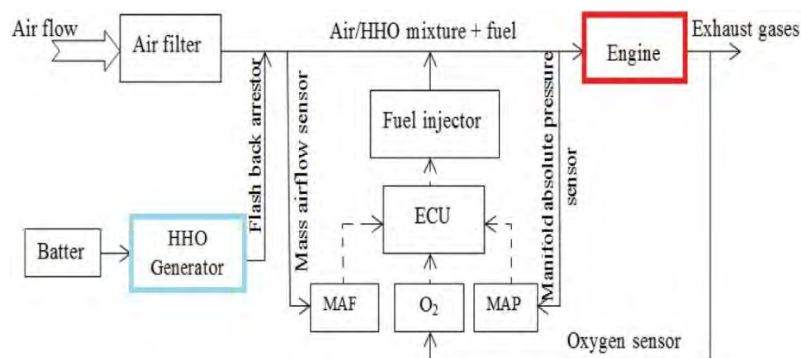 Air flow
Air filter
Air/HHO mixture + fuel
Engine
Exhaust gases
Flash back arrestor
Mass airflow sensor
Fuel injector
Manifold absolute pressure
sensor
ECU
Batter
HHO
Generator
MAF
O₂
MAP
Oxygen sensor